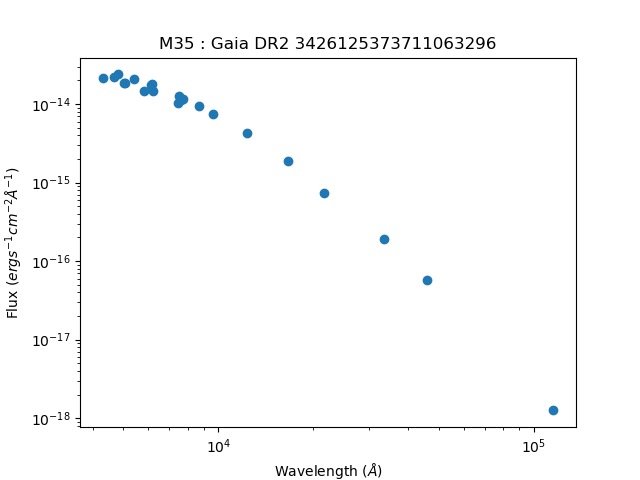 M35 : Gaia DR2 3426125373711063296
Flux (ergs⁻¹cm⁻²Å⁻¹)
10⁻¹⁴
10⁻¹⁵
10⁻¹⁶
10⁻¹⁷
10⁻¹⁸
10⁴
10⁵
Wavelength (Å)